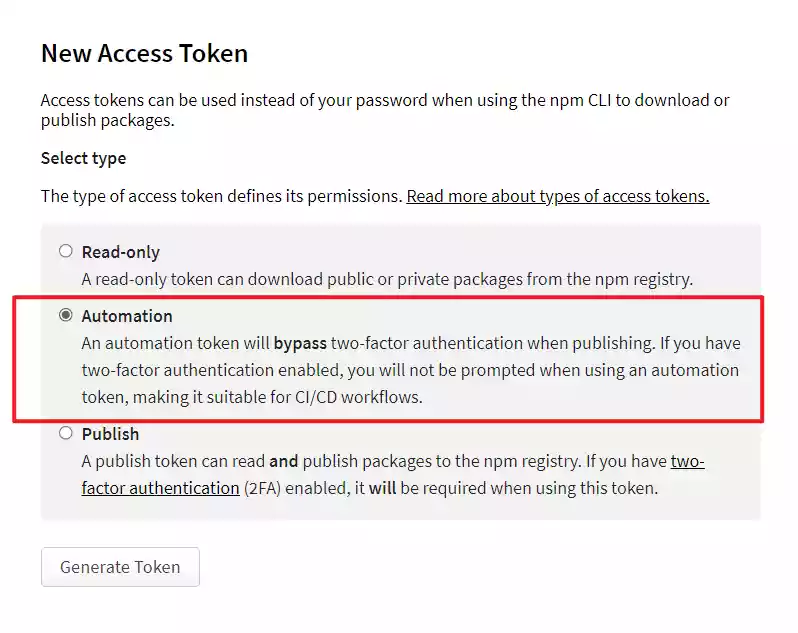 New Access Token
Access tokens can be used instead of your password when using the npm CLI to download or
publish packages.
Select type
The type of access token defines its permissions. Read more about types of access tokens.
Read-only
A read-only token can download public or private packages from the npm registry.
Automation
An automation token will bypass two-factor authentication when publishing. If you have
two-factor authentication enabled, you will not be prompted when using an automation
token, making it suitable for CI/CD workflows.
Publish
A publish token can read and publish packages to the npm registry. If you have two-
factor authentication (2FA) enabled, it will be required when using this token.
Generate Token